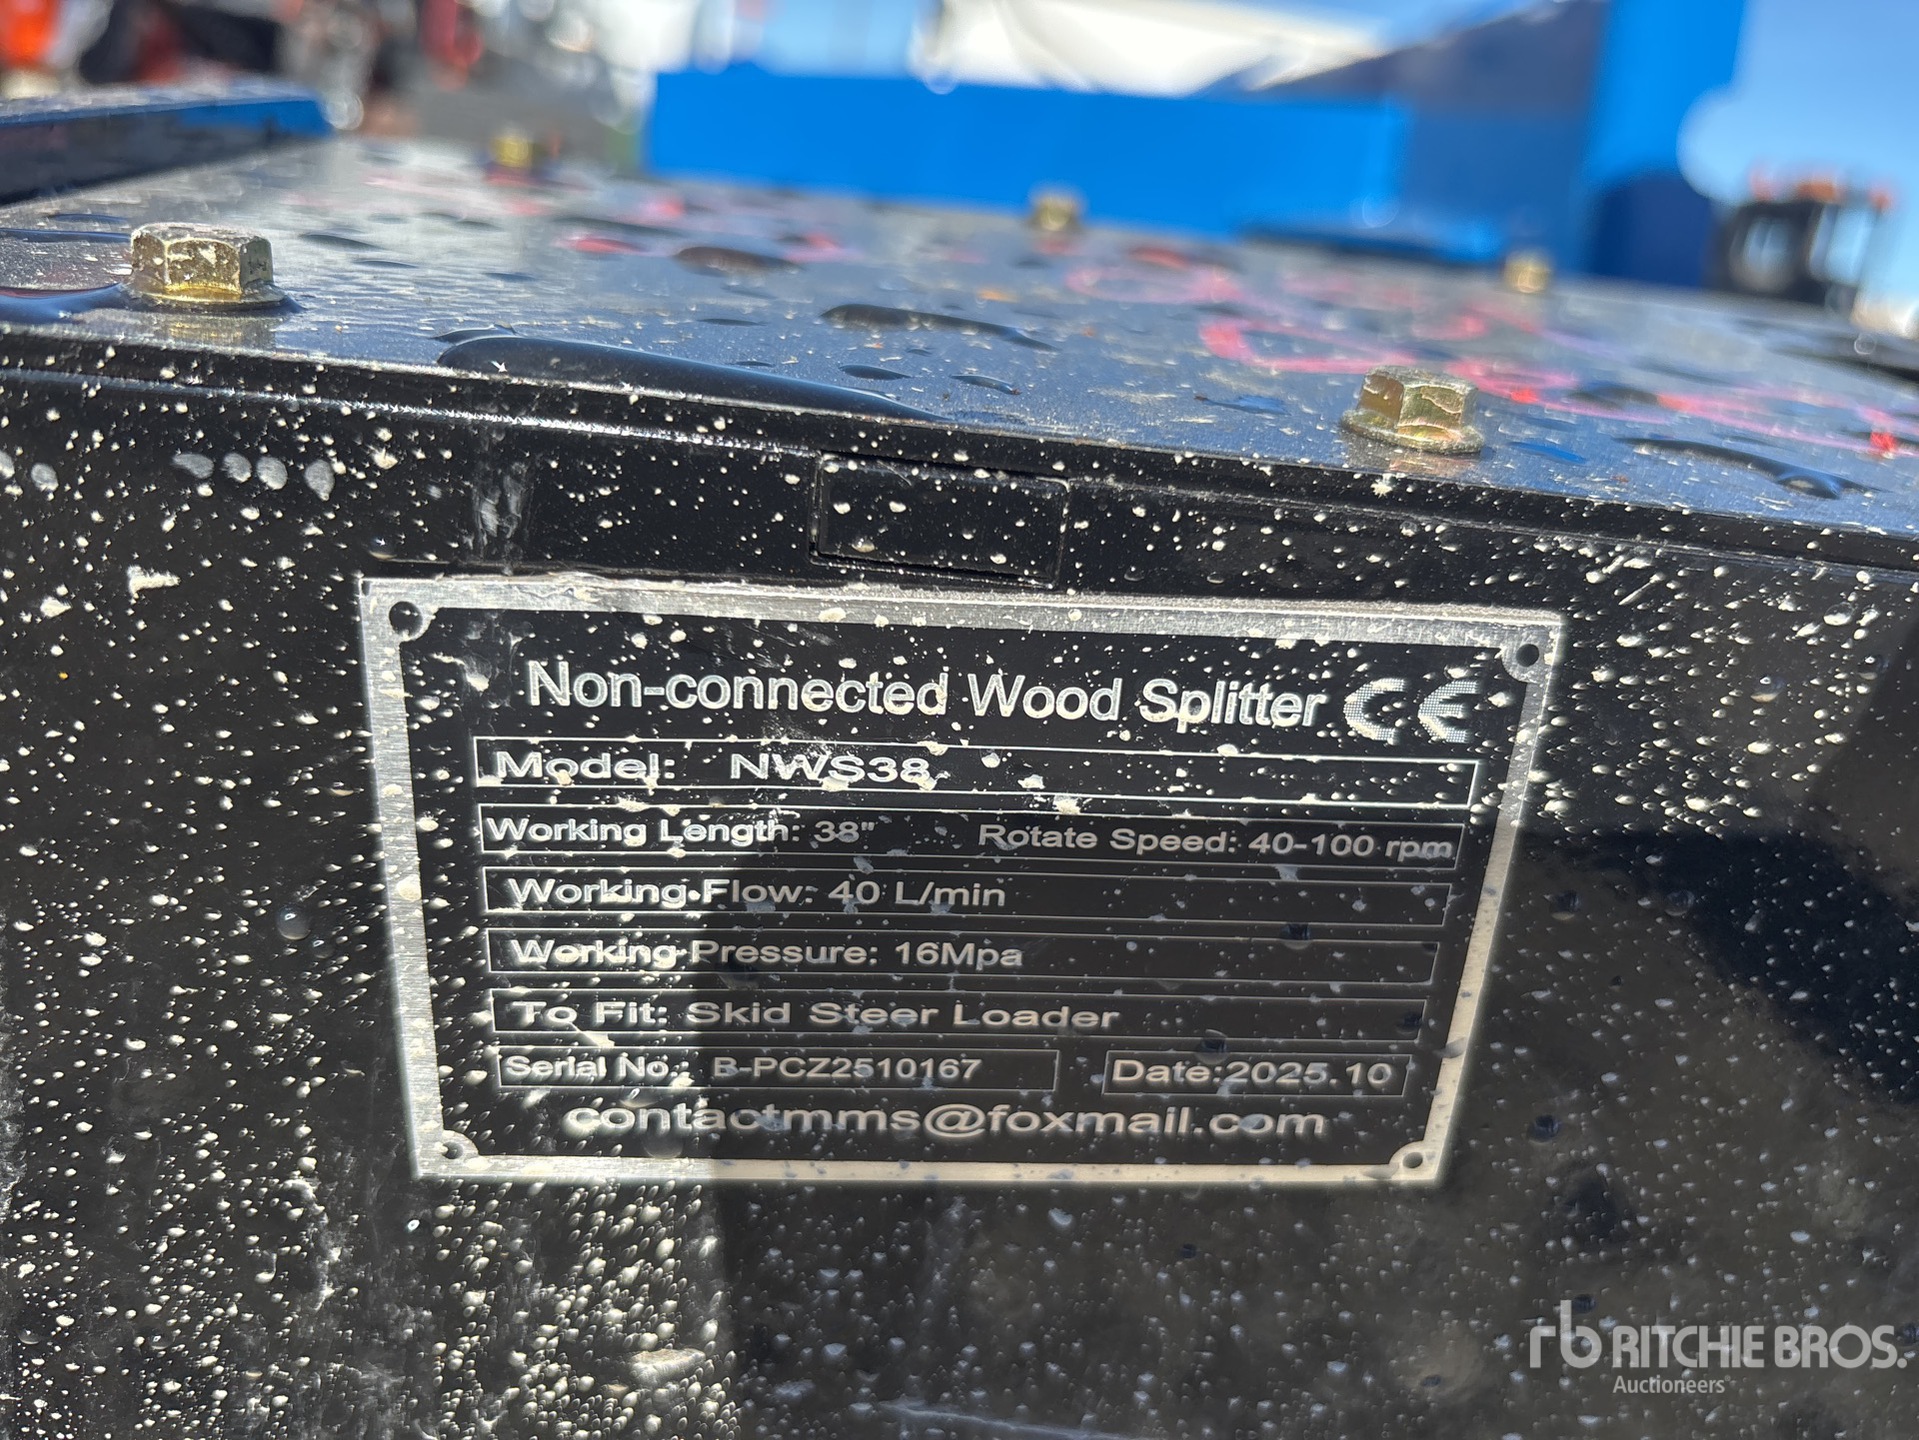 Non-connected Wood Splitter CE
Model: NWS38
Working Length: 38" Rotate Speed: 40-100 rpm
Working Flow: 40 L/min
Working Pressure: 16Mpa
To Fit: Skid Steer Loader
Serial No.: B-PCZ2510167 Date:2025.10
contactmms@foxmail.com
rb RITCHIE BROS.
Auctioneers